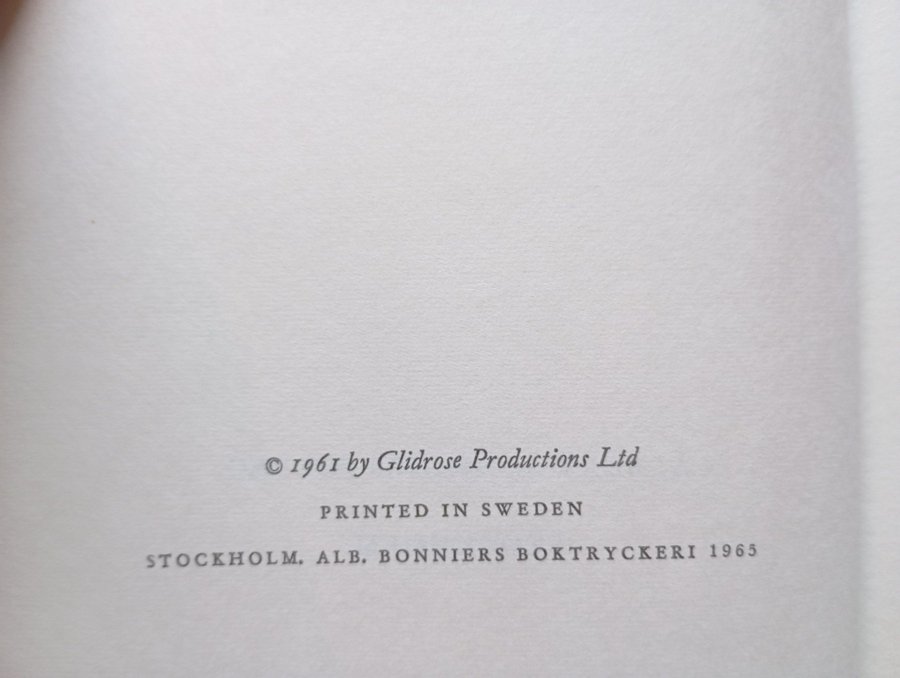 © 1961 by Glidrose Productions Ltd
PRINTED IN SWEDEN
STOCKHOLM. ALB. BONNIERS BOKTRYCKERI 1965